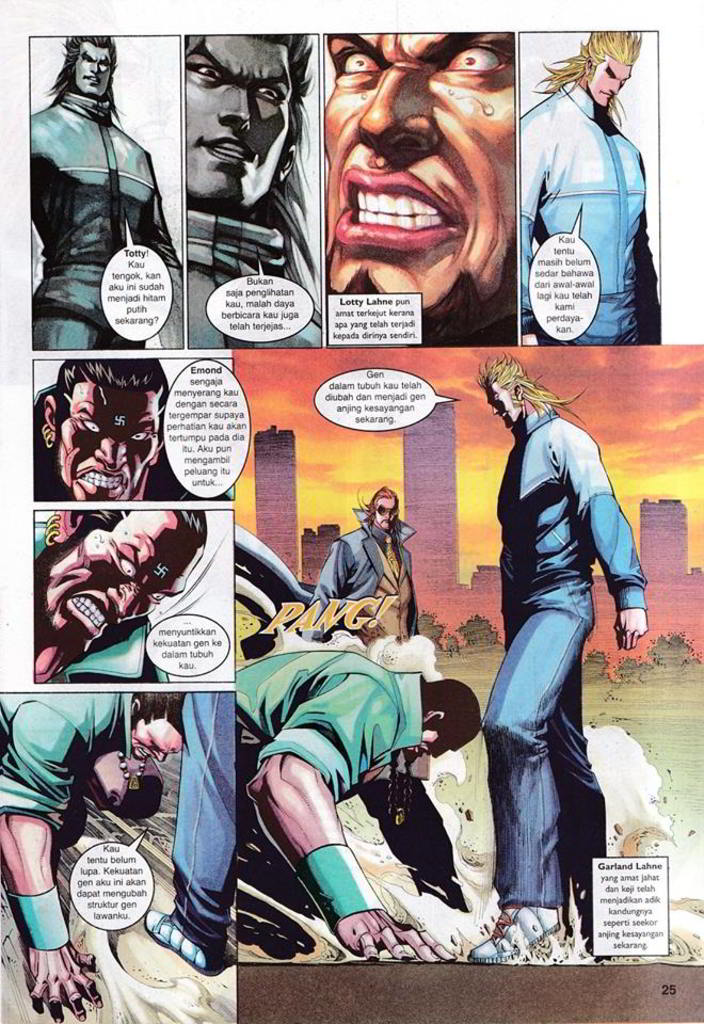 Totty!
Kau
tengok, kan
aku ini sudah
menjadi hitam
putih
sekarang?
Bukan
saja penglihatan
kau, malah daya
berbicara kau juga
telah terjejas...
Lotty Lahne pun
amat terkejut kerana
apa yang telah terjadi
kepada dirinya sendiri.
Kau
tentu
masih belum
sedar bahawa
dari awal-awal
lagi kau telah
perdaya-
kan.
Emond
sengaja
menyerang kau
dengan secara
tergempar supaya
perhatian kau akan
tertumpu pada dia
itu. Aku pun
mengambil
peluang itu
untuk...
Gen
dalam tubuh kau telah
diubah dan menjadi gen
anjing kesayangan
sekarang.
menyuntikkan
kekuatan gen ke
dalam tubuh
kau.
PANG!
Kau
tentu belum
lupa. Kekuatan
gen aku ini akan
dapat mengubah
struktur gen
lawanku.
Garland Lahne
yang amat jahat
dan keji telah
menjadikan adik
kandungnya
seperti seekor
anjing kesayangan
sekarang.
25